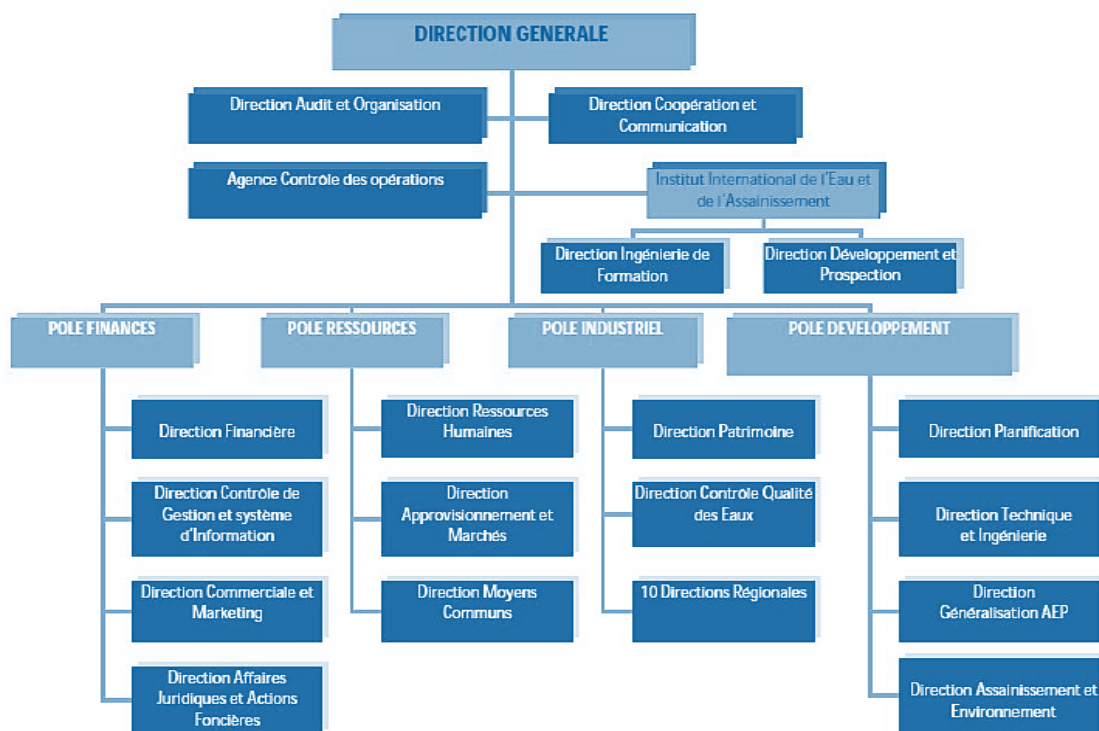 DIRECTION GENERALE
Direction Audit et Organisation
Direction Coopération et
Communication
Agence Contrôle des opérations
Institut International de l'Eau et
de l'Assainissement
Direction Ingénierie de
Formation
Direction Développement et
Prospection
POLE FINANCES
POLE RESSOURCES
POLE INDUSTRIEL
POLE DEVELOPPEMENT
Direction Financière
Direction Contrôle de
Gestion et système
d'Information
Direction Commerciale et
Marketing
Direction Affaires
Juridiques et Actions
Foncières
Direction Ressources
Humaines
Direction
Approvisionnement et
Marchés
Direction Moyens
Communs
Direction Patrimoine
Direction Contrôle Qualité
des Eaux
10 Directions Régionales
Direction Planification
Direction Technique
et Ingénierie
Direction
Généralisation AEP
Direction Assainissement et
Environnement